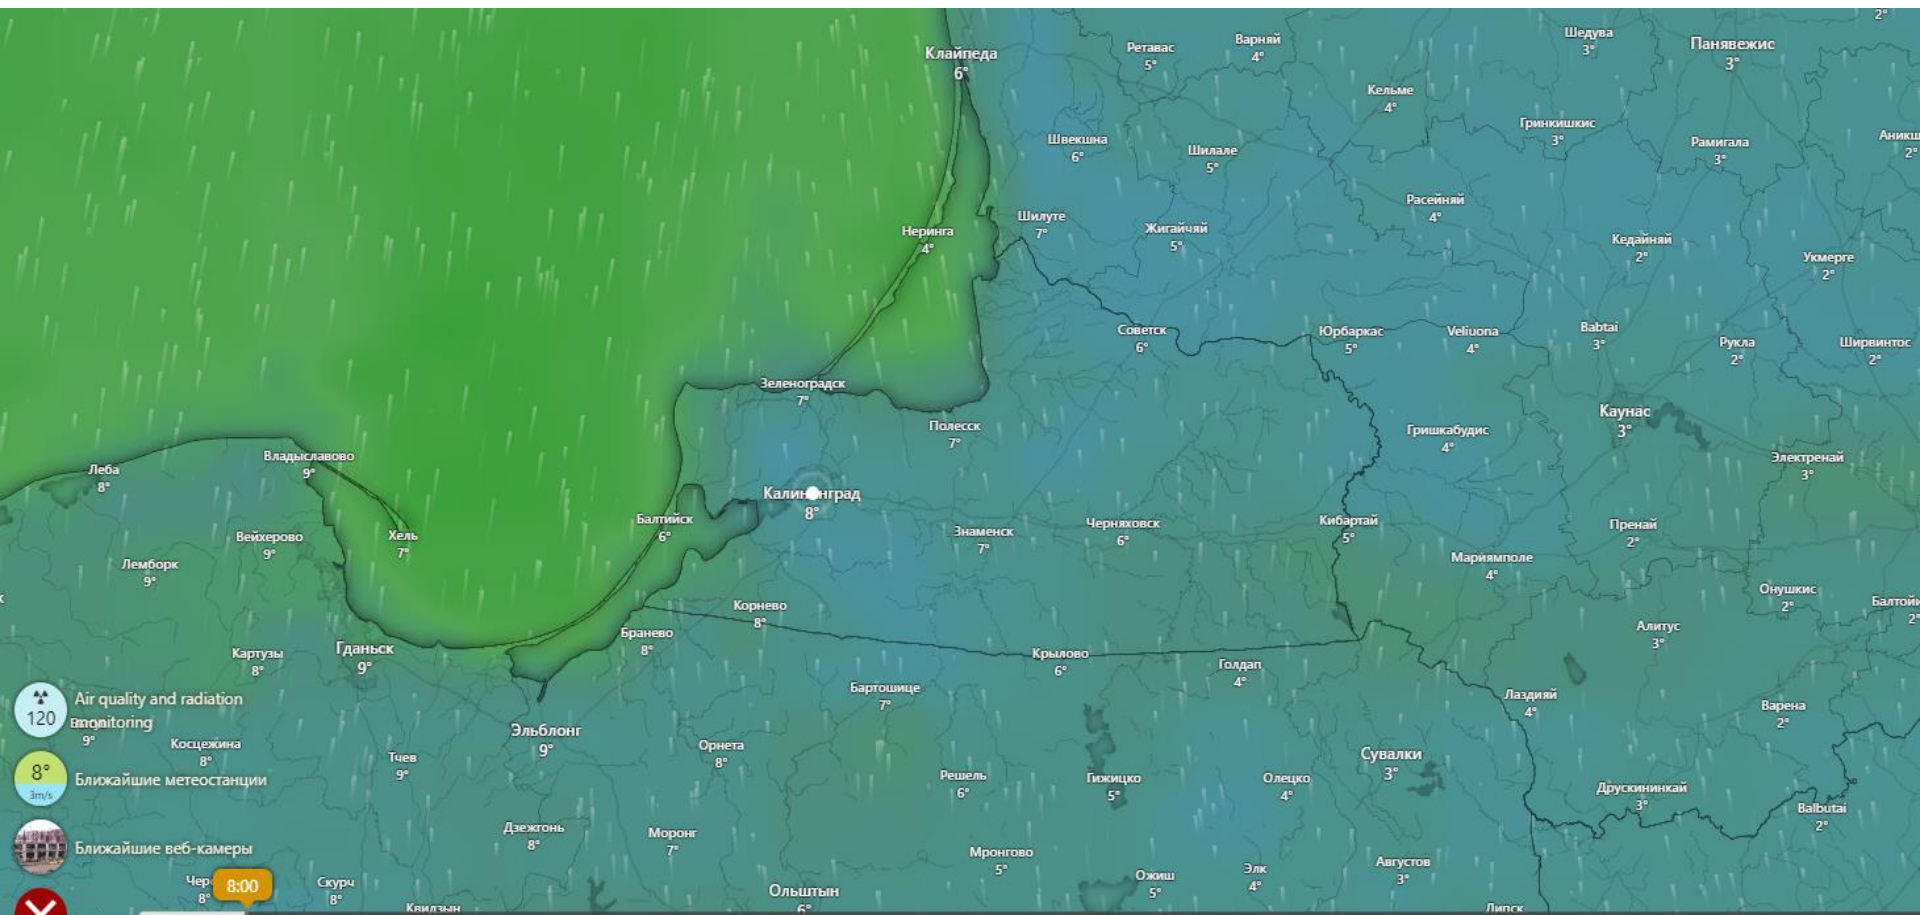 2°
Шедува
3°
Панявежис
3°
Варняй
4°
Ретавас
5°
Клайпеда
6°
Кельме
4°
Гринкишкис
3°
Рамигала
3°
2°
Швекшна
6°
Шилале
5°
Расейняй
4°
Шилуте
7°
Жигайчяй
5°
Неринга
4°
Кедайняй
2°
Укмерге
2°
Советск
6°
Юрбаркас
5°
Veliuona
4°
Babtai
3°
Рукла
2°
Ширвинтос
2°
Зеленоградск
7°
Полесск
7°
Гришкабудис
4°
Каунас
3°
Электренай
3°
Леба
8°
Владыславово
9°
Калининград
8°
Балтийск
6°
Знаменск
7°
Черняховск
6°
Кибартай
5°
Пренай
2°
Вейхерово
9°
Хель
7°
Лемборк
9°
Мариямполе
4°
Онушкис
2°
2°
Корнево
8°
Бранево
8°
Алитус
3°
Картузы
8°
Гданьск
9°
Крылово
6°
Голдап
4°
Бартошице
7°
Лаздияй
4°
Варена
2°
120
Air quality and radiation
monitoring
9°
Косцежина
8°
Эльблонг
9°
Тчев
9°
Орнета
8°
Решель
6°
Гижицко
5°
Олецко
4°
Сувалки
3°
Друскининкай
3°
Balbutai
2°
8°
3m/s
Ближайшие метеостанции
Дзежгонь
8°
Моронг
7°
Мронгово
5°
Ожиш
5°
Элк
4°
Августов
3°
Ближайшие веб-камеры
8°
8:00
Скурч
8°
Квидзын
Ольштын
6°
Липск